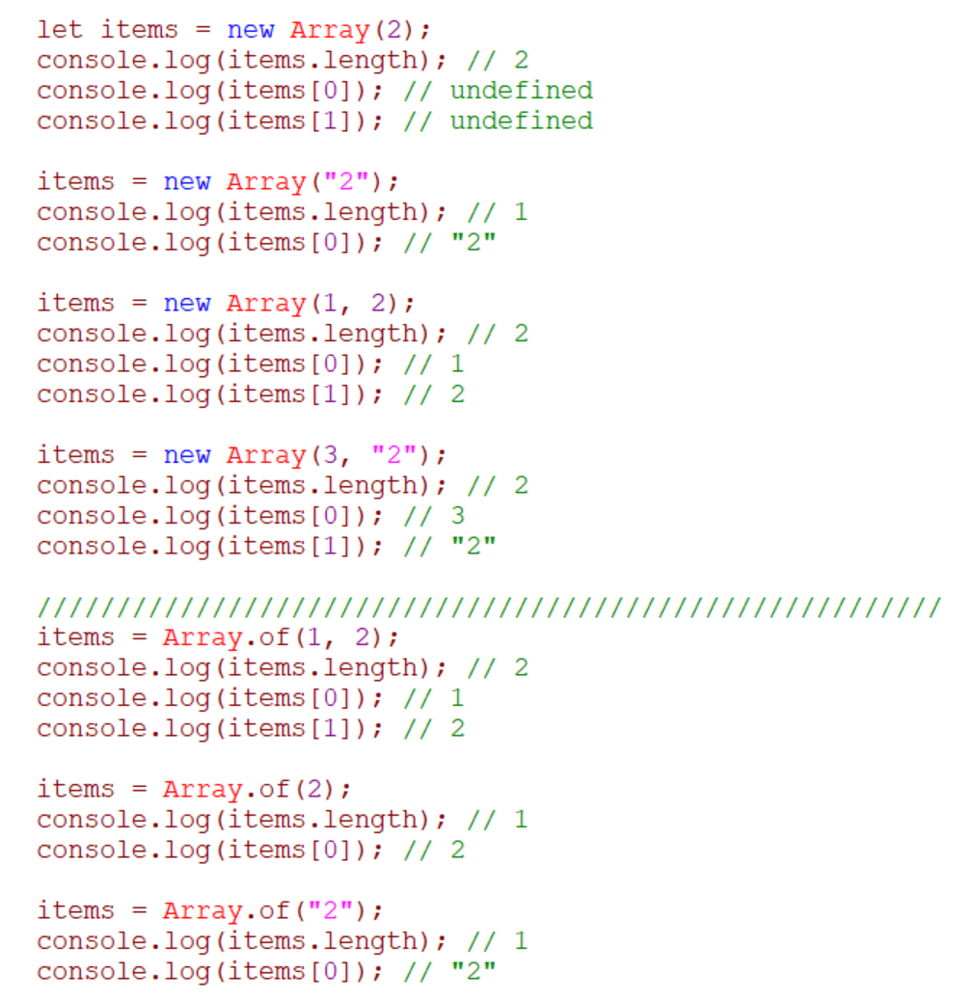 let items = new Array(2);
console.log(items.length); // 2
console.log(items[0]); // undefined
console.log(items[1]); // undefined
items = new Array("2");
console.log(items.length); // 1
console.log(items[0]); // "2"
items = new Array(1, 2);
console.log(items.length); // 2
console.log(items[0]); // 1
console.log(items[1]); // 2
items = new Array(3, "2");
console.log(items.length); // 2
console.log(items[0]); // 3
console.log(items[1]); // "2"
/////////////////////////////////////////////////////////
items = Array.of(1, 2);
console.log(items.length); // 2
console.log(items[0]); // 1
console.log(items[1]); // 2
items = Array.of(2);
console.log(items.length); // 1
console.log(items[0]); // 2
items = Array.of("2");
console.log(items.length); // 1
console.log(items[0]); // "2"